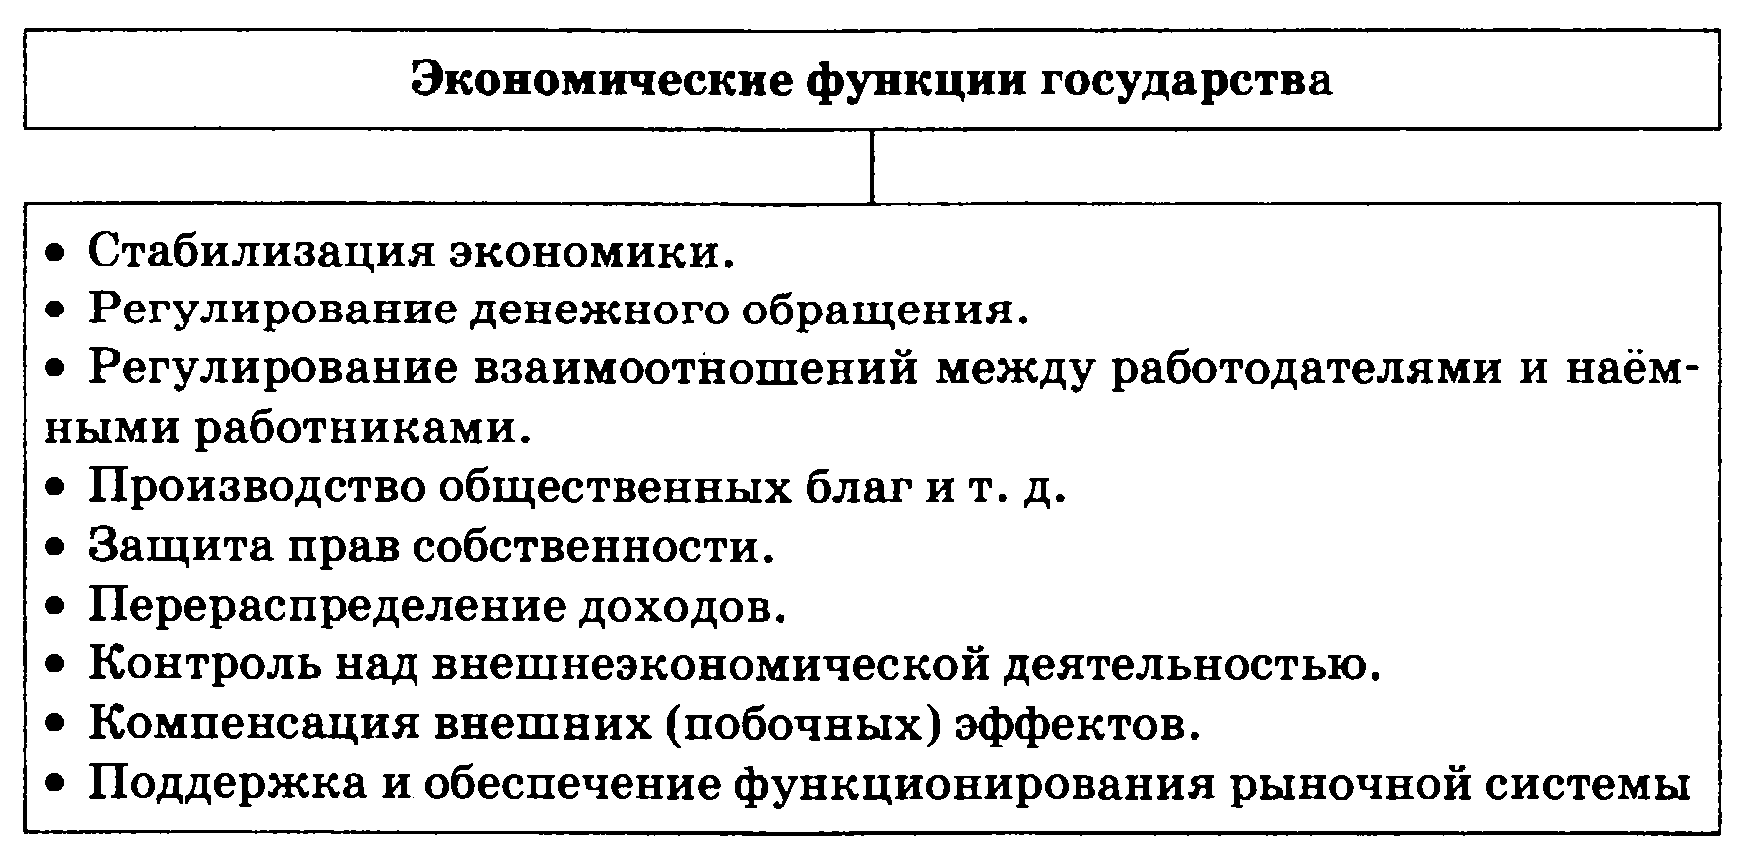 Экономические функции государства
• Стабилизация экономики.
• Регулирование денежного обращения.
• Регулирование взаимоотношений между работодателями и наём-
ными работниками.
• Производство общественных благ и т. д.
• Защита прав собственности.
• Перераспределение доходов.
• Контроль над внешнеэкономической деятельностью.
• Компенсация внешних (побочных) эффектов.
• Поддержка и обеспечение функционирования рыночной системы